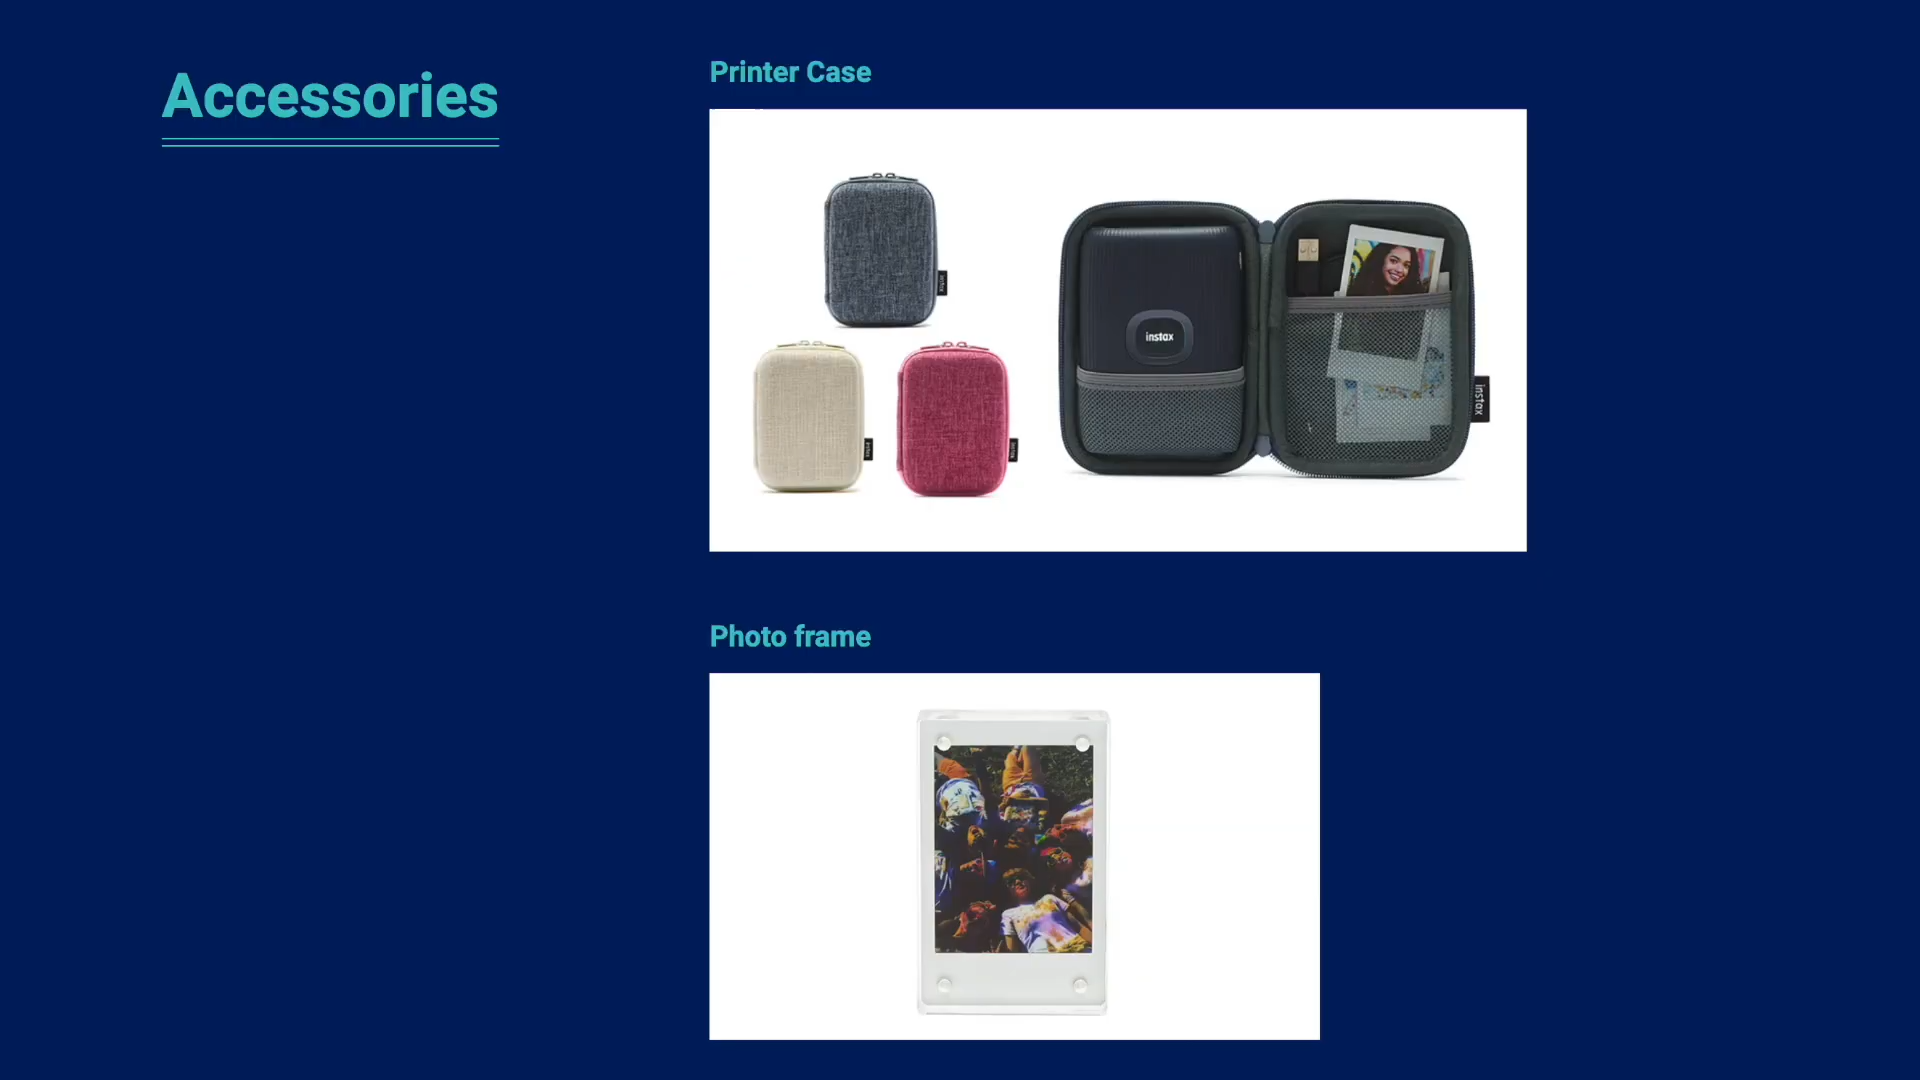 Accessories
Printer Case
instax
instax
Photo frame